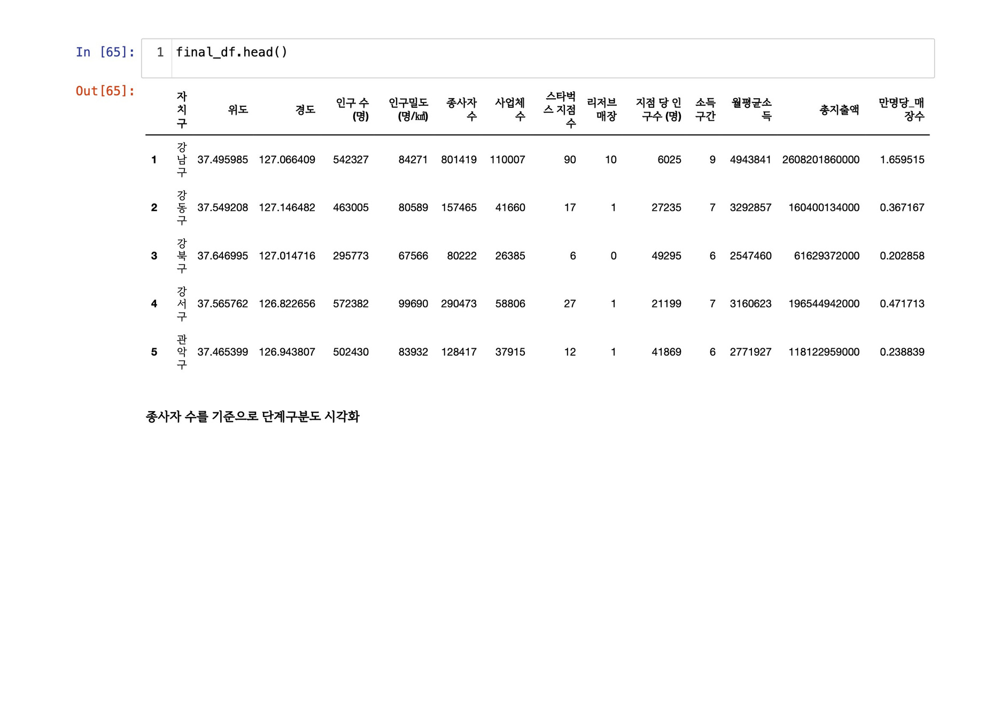 In [65]: 1 final_df.head()
Out[65]:
자치구 위도 경도 인구 수 (명) 인구밀도 (명/㎢) 종사자 수 사업체 수 스타벅스 지점 수 리저브 매장 지점 당 인구수 (명) 소득 구간 월평균소득 총지출액 만명당_매장수
1 강남구 37.495985 127.066409 542327 84271 801419 110007 90 10 6025 9 4943841 2608201860000 1.659515
2 강동구 37.549208 127.146482 463005 80589 157465 41660 17 1 27235 7 3292857 160400134000 0.367167
3 강북구 37.646995 127.014716 295773 67566 80222 26385 6 0 49295 6 2547460 61629372000 0.202858
4 강서구 37.565762 126.822656 572382 99690 290473 58806 27 1 21199 7 3160623 196544942000 0.471713
5 관악구 37.465399 126.943807 502430 83932 128417 37915 12 1 41869 6 2771927 118122959000 0.238839
종사자 수를 기준으로 단계구분도 시각화